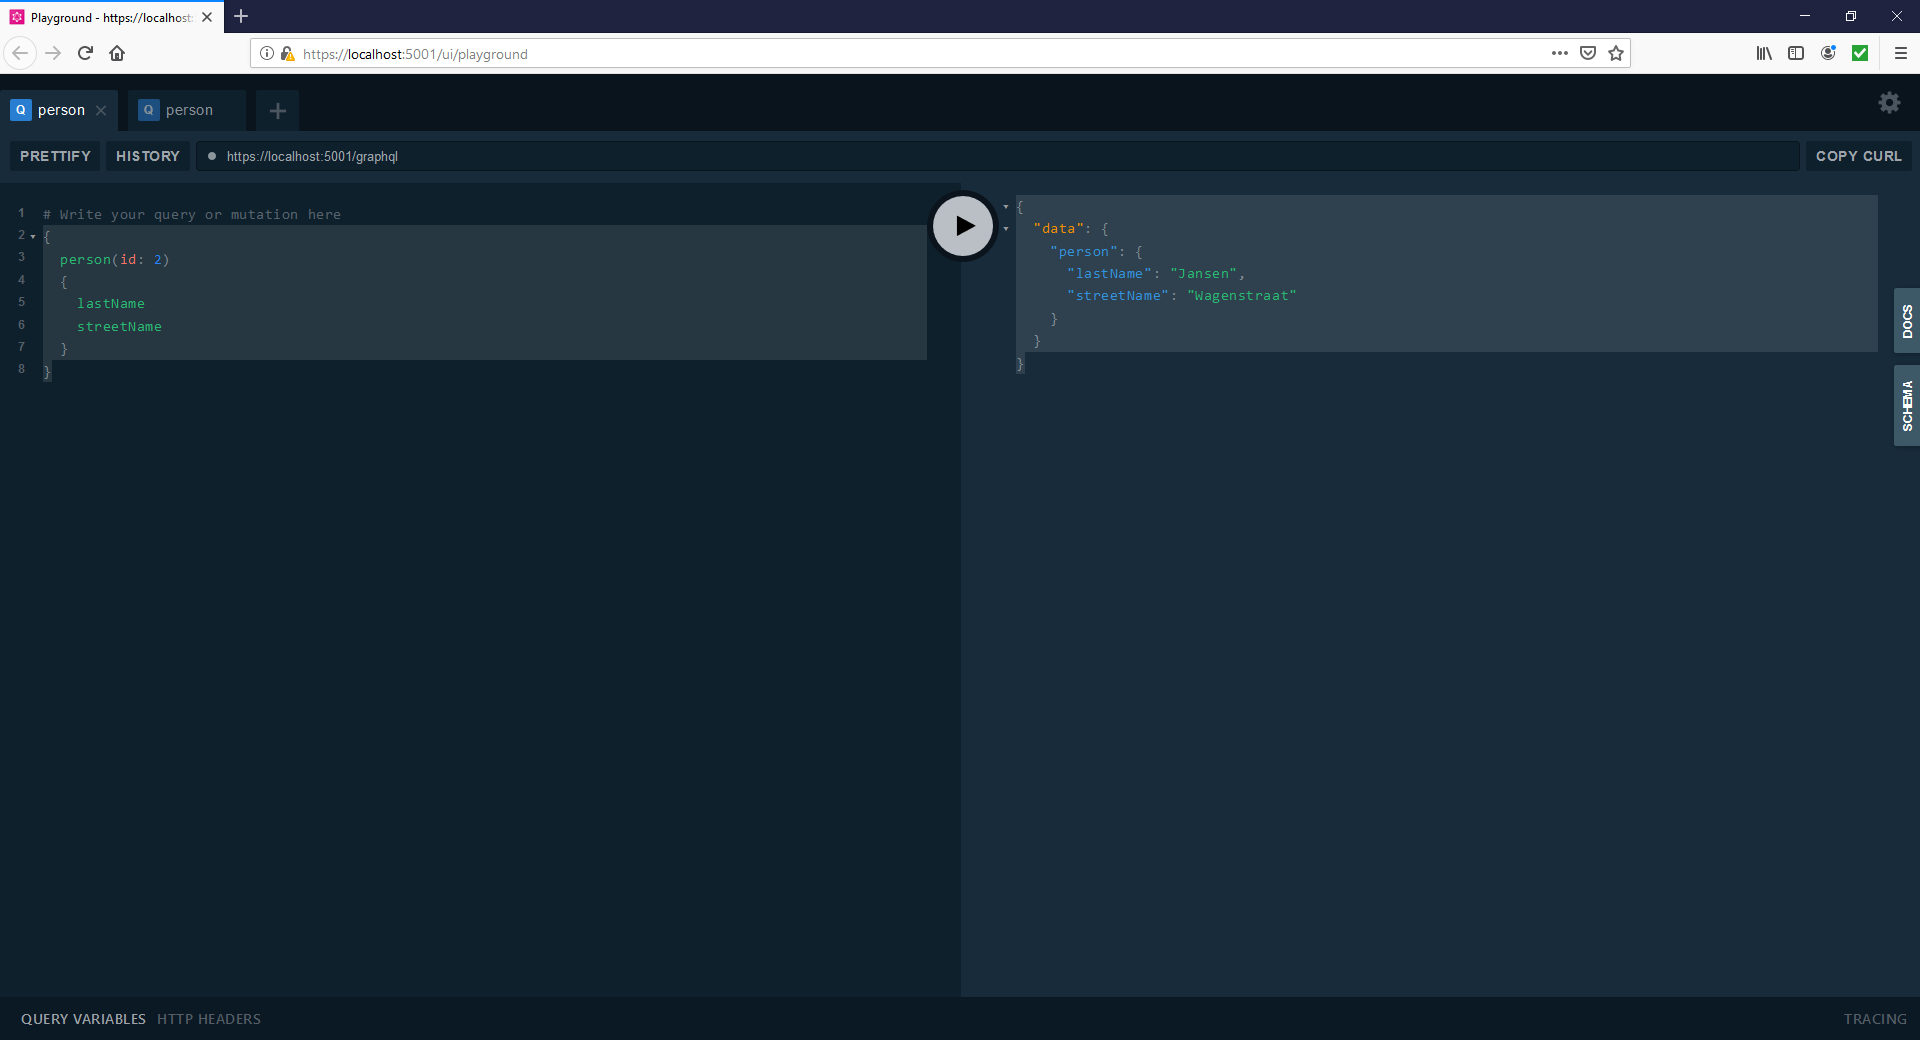 Playground - https://localhost:
https://localhost:5001/ui/playground
Q person
Q person
PRETTIFY
HISTORY
https://localhost:5001/graphql
COPY CURL
1 # Write your query or mutation here
2 {
3 person(id: 2)
4 {
5 lastName
6 streetName
7 }
8 }
{
"data": {
"person": {
"lastName": "Jansen",
"streetName": "Wagenstraat"
}
}
}
DOCS
SCHEMA
QUERY VARIABLES
HTTP HEADERS
TRACING